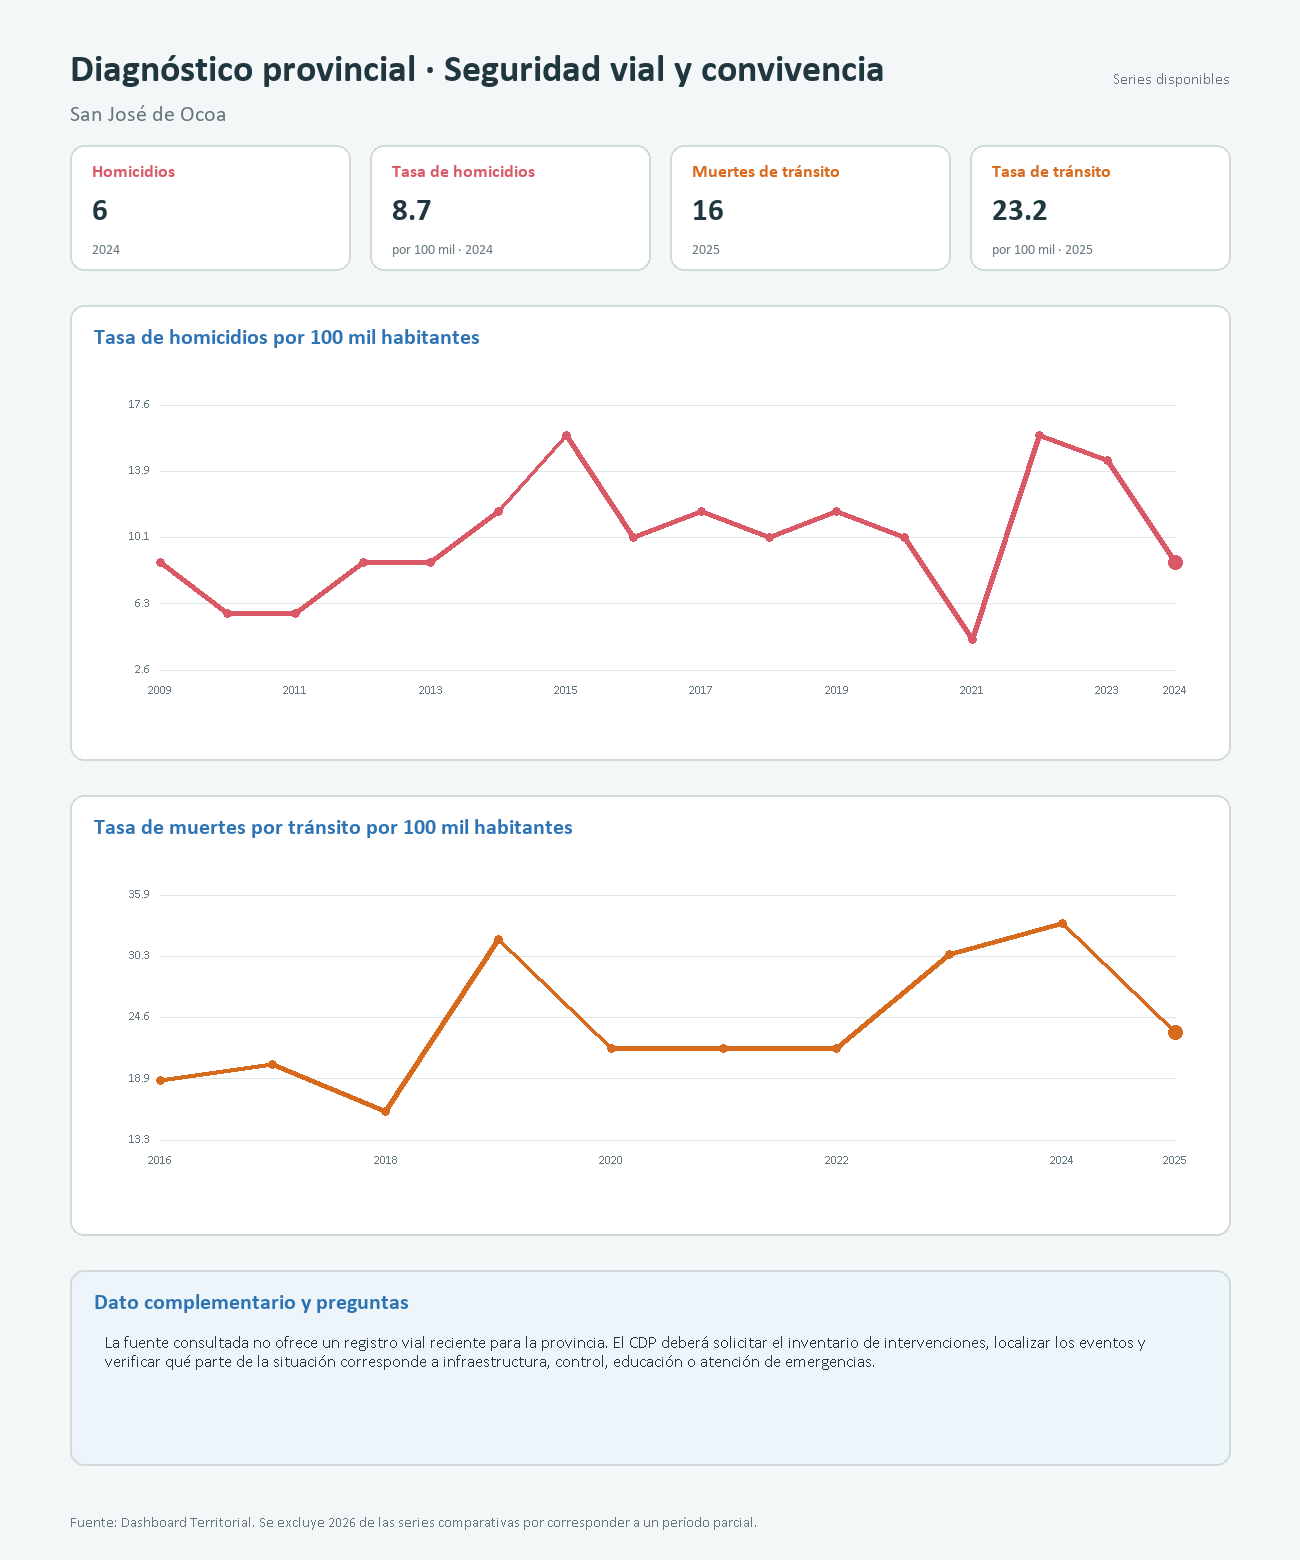 Diagnóstico provincial · Seguridad vial y convivencia
Series disponibles
San José de Ocoa
Homicidios
6
2024
Tasa de homicidios
8.7
por 100 mil · 2024
Muertes de tránsito
16
2025
Tasa de tránsito
23.2
por 100 mil · 2025
Tasa de homicidios por 100 mil habitantes
17.6
13.9
10.1
6.3
2.6
2009 2011 2013 2015 2017 2019 2021 2023 2024
Tasa de muertes por tránsito por 100 mil habitantes
35.9
30.3
24.6
18.9
13.3
2016 2018 2020 2022 2024 2025
Dato complementario y preguntas
La fuente consultada no ofrece un registro vial reciente para la provincia. El CDP deberá solicitar el inventario de intervenciones, localizar los eventos y
verificar qué parte de la situación corresponde a infraestructura, control, educación o atención de emergencias.
Fuente: Dashboard Territorial. Se excluye 2026 de las series comparativas por corresponder a un período parcial.